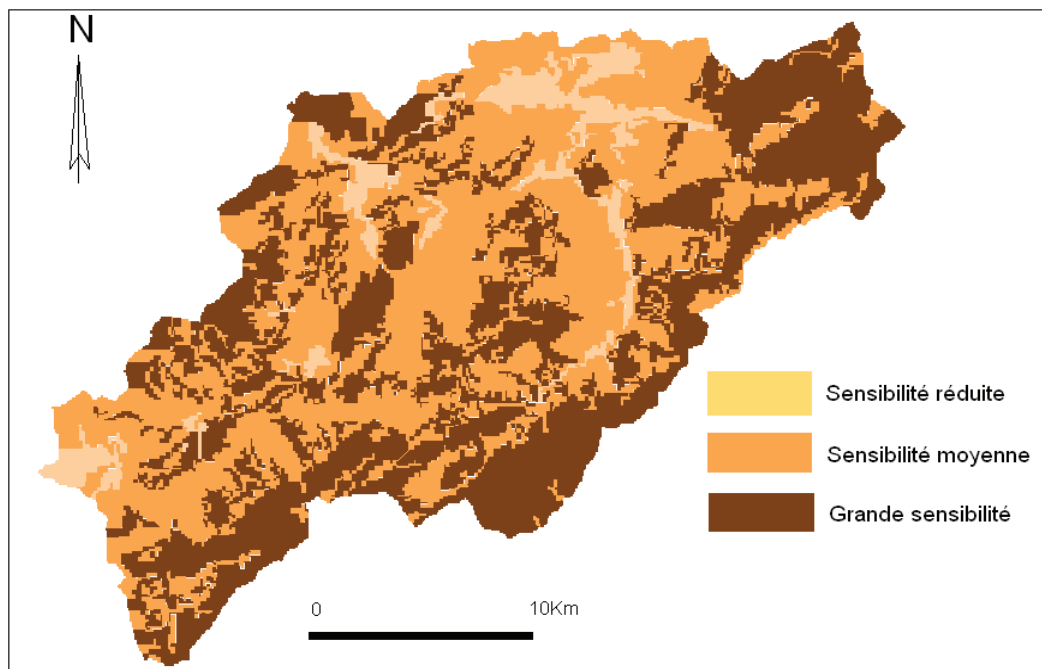 N
Sensibilité réduite
Sensibilité moyenne
Grande sensibilité
0 10Km